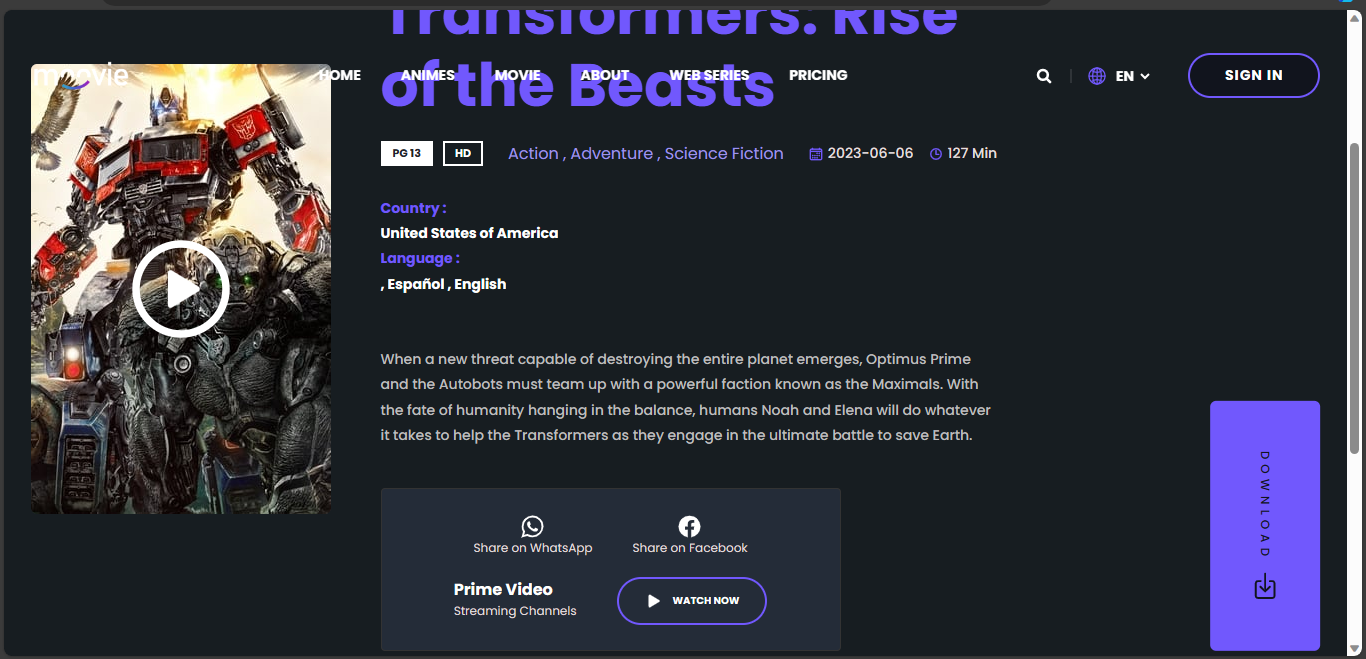 Transformers: Rise
moovie
HOME ANIMES MOVIE ABOUT WEB SERIES PRICING
EN
SIGN IN
of the Beasts
PG 13
HD
Action , Adventure , Science Fiction
2023-06-06
127 Min
Country :
United States of America
Language :
, Español , English
When a new threat capable of destroying the entire planet emerges, Optimus Prime
and the Autobots must team up with a powerful faction known as the Maximals. With
the fate of humanity hanging in the balance, humans Noah and Elena will do whatever
it takes to help the Transformers as they engage in the ultimate battle to save Earth.
Share on WhatsApp
Share on Facebook
Prime Video
Streaming Channels
WATCH NOW
DOWNLOAD